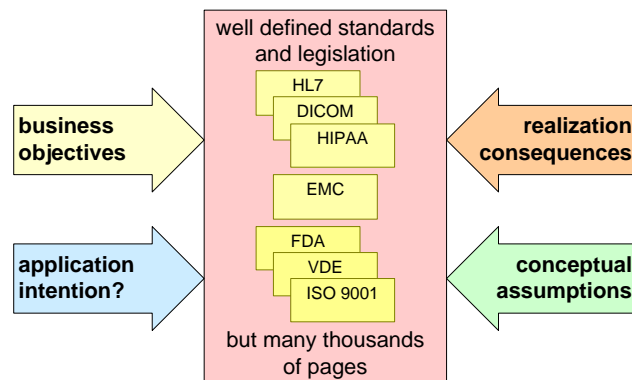 well defined standards
and legislation
HL7
DICOM
HIPAA
EMC
FDA
VDE
ISO 9001
but many thousands
of pages
business
objectives
application
intention?
realization
consequences
conceptual
assumptions